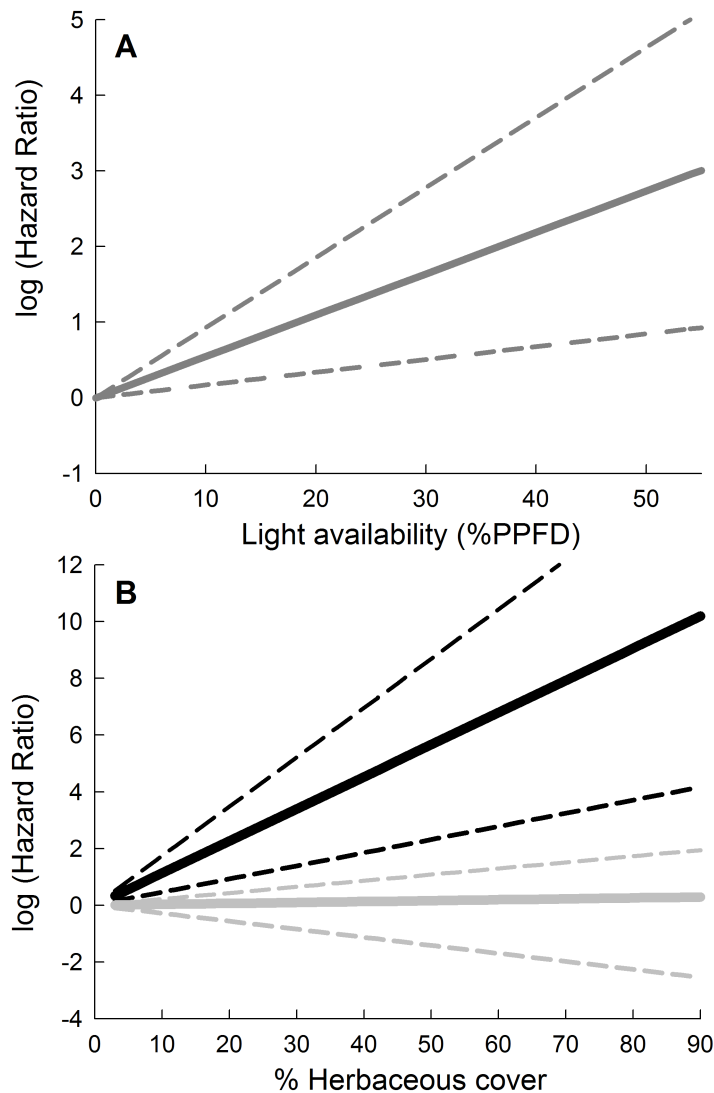 A
5
4
3
2
1
0
-1
log (Hazard Ratio)
0 10 20 30 40 50
Light availability (%PPFD)
B
12
10
8
6
4
2
0
-2
-4
log (Hazard Ratio)
0 10 20 30 40 50 60 70 80 90
% Herbaceous cover